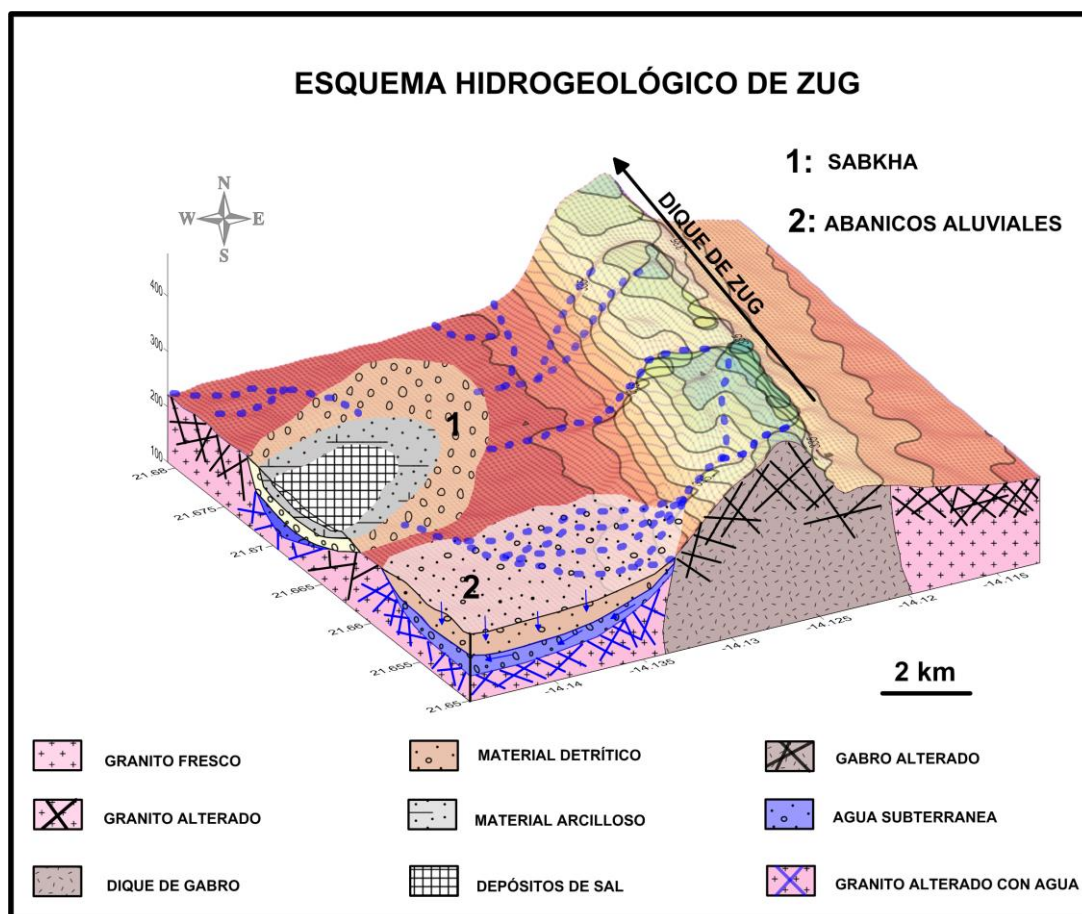 ESQUEMA HIDROGEOLÓGICO DE ZUG
1: SABKHA
2: ABANICOS ALUVIALES
N
W E
S
DIQUE DE ZUG
400
300
200
100
1
2
21.68
21.675
21.67
21.665
21.66
21.655
21.65
-14.14
-14.135
-14.13
-14.125
-14.12
-14.115
2 km
GRANITO FRESCO
MATERIAL DETRÍTICO
GABRO ALTERADO
GRANITO ALTERADO
MATERIAL ARCILLOSO
AGUA SUBTERRANEA
DIQUE DE GABRO
DEPÓSITOS DE SAL
GRANITO ALTERADO CON AGUA